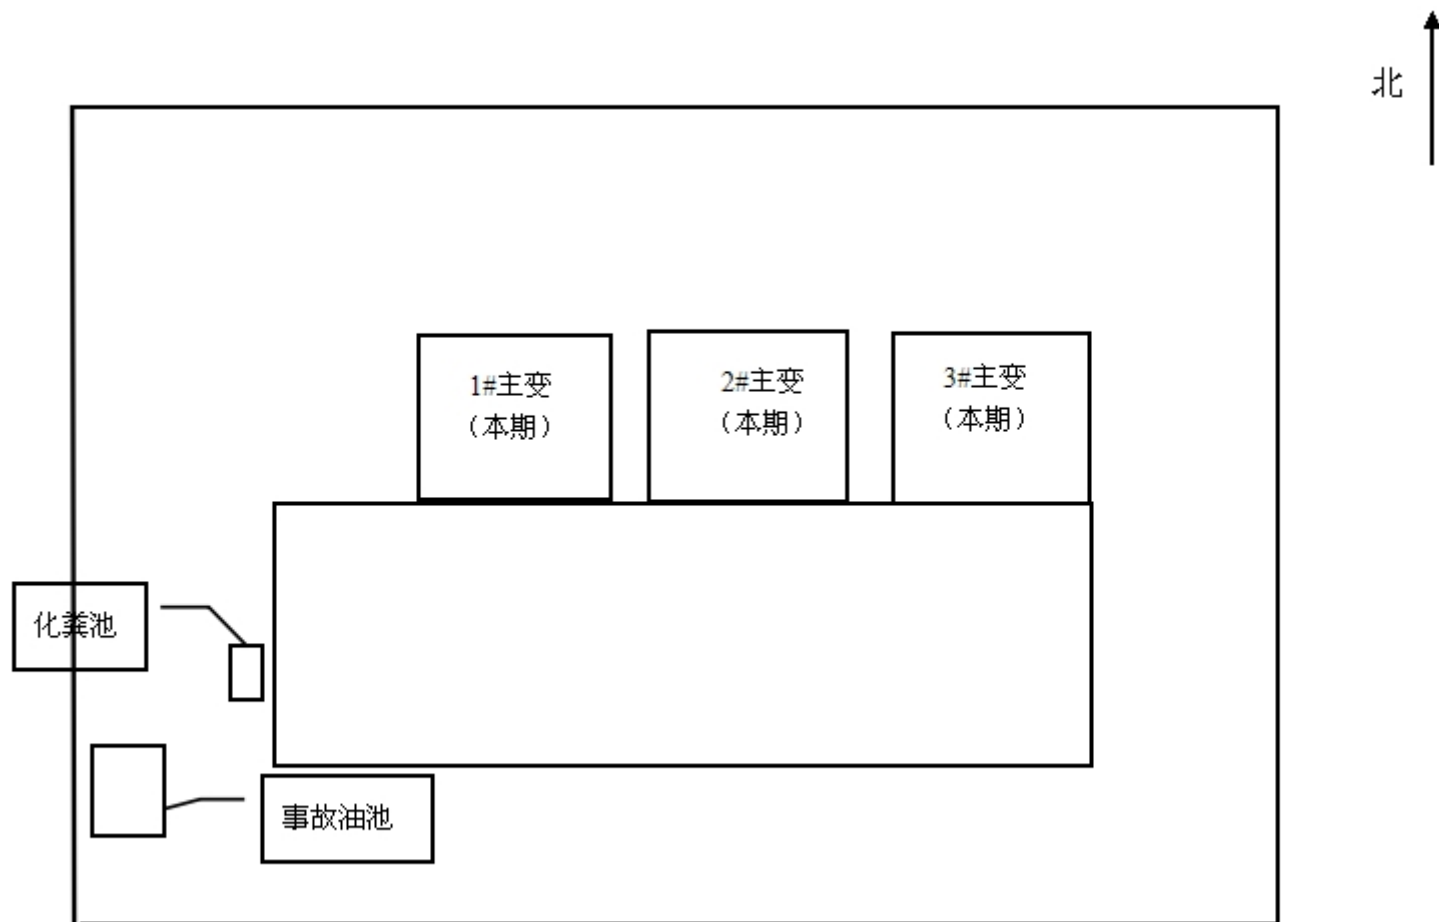 北
1#主变
（本期）
2#主变
（本期）
3#主变
（本期）
化粪池
事故油池